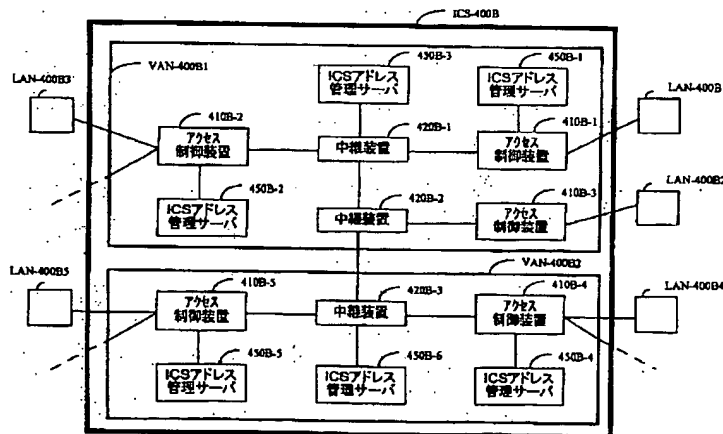 ICS-400B
VAN-400B1
LAN-400B3
450B-3
ICSアドレス
管理サーバ
450B-1
ICSアドレス
管理サーバ
LAN-400B
410B-2
アクセス
制御装置
420B-1
中継装置
410B-1
アクセス
制御装置
450B-2
ICSアドレス
管理サーバ
420B-2
中継装置
410B-3
アクセス
制御装置
LAN-400B2
VAN-400B2
LAN-400B5
410B-5
アクセス
制御装置
420B-3
中継装置
410B-4
アクセス
制御装置
LAN-400B4
450B-5
ICSアドレス
管理サーバ
450B-6
ICSアドレス
管理サーバ
450B-4
ICSアドレス
管理サーバ